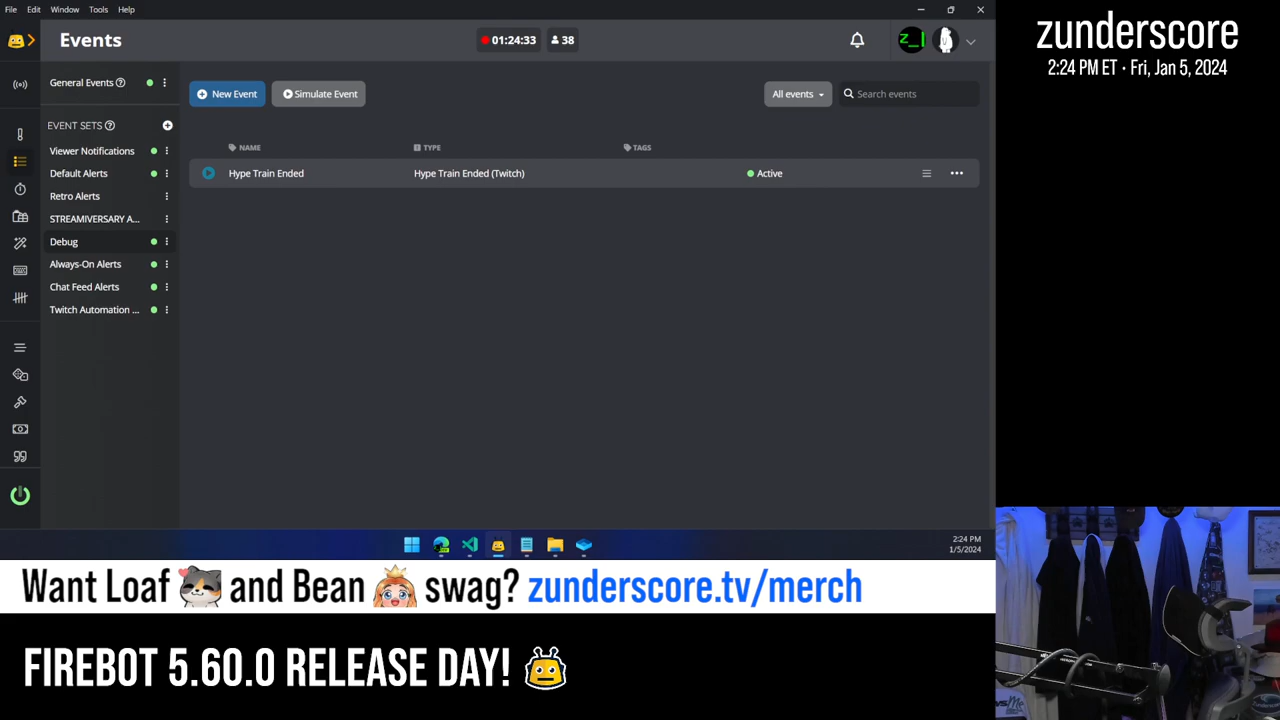 File Edit Window Tools Help
Events
01:24:33
38
z_|
General Events
EVENT SETS
Viewer Notifications
Default Alerts
Retro Alerts
STREAMIVERSARY A...
Debug
Always-On Alerts
Chat Feed Alerts
Twitch Automation ...
New Event
Simulate Event
All events
Search events
NAME TYPE TAGS
Hype Train Ended Hype Train Ended (Twitch) Active
2:24 PM
1/5/2024
zunderscore
2:24 PM ET • Fri, Jan 5, 2024
Want Loaf and Bean swag? zunderscore.tv/merch
FIREBOT 5.60.0 RELEASE DAY!